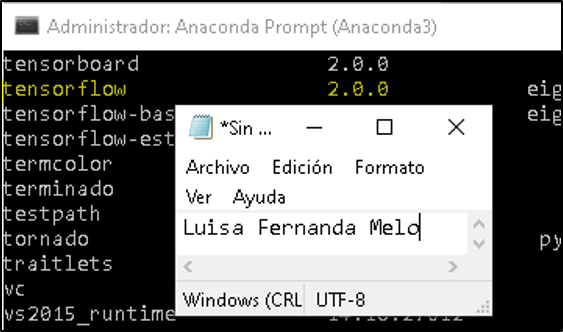 Administrador: Anaconda Prompt (Anaconda3)
tensorboard 2.0.0
tensorflow 2.0.0 eig
tensorflow-bas eig
tensorflow-est
termcolor
terminado
testpath
tornado py
traitlets
vc
vs2015_runtime
*Sin ...
Archivo Edición Formato
Ver Ayuda
Luisa Fernanda Melo
Windows (CRL UTF-8